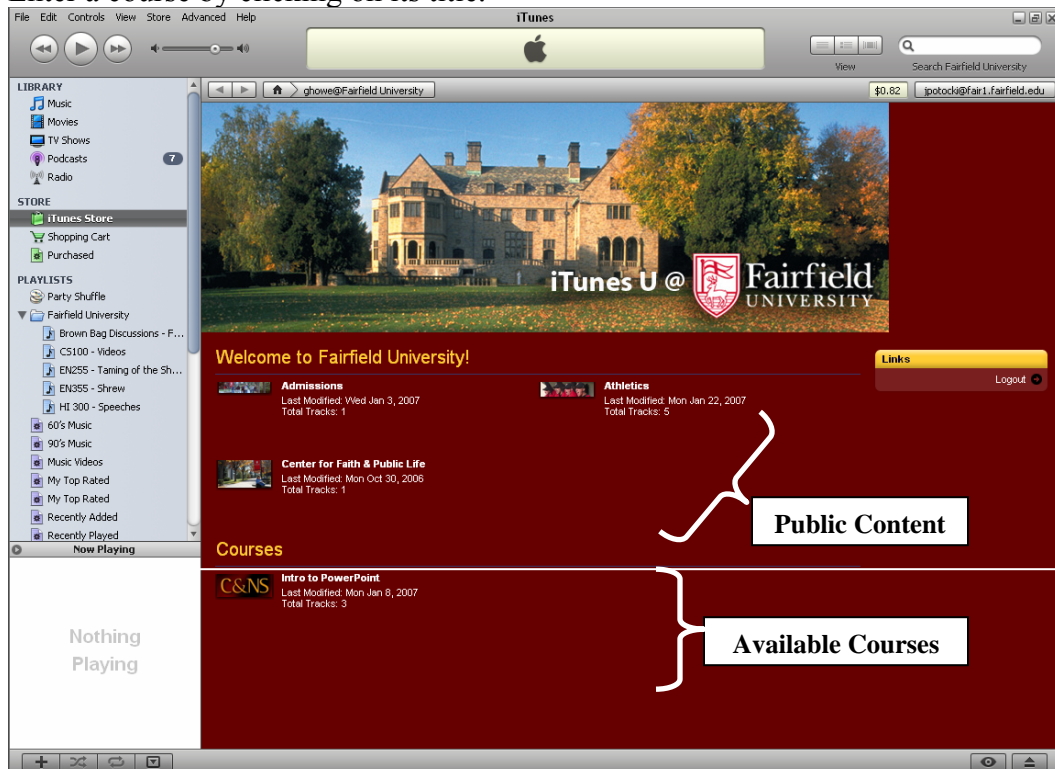 Enter a course by clicking on its title.
File Edit Controls View Store Advanced Help
iTunes
View
Search Fairfield University
LIBRARY
Music
Movies
TV Shows
Podcasts 7
Radio
STORE
iTunes Store
Shopping Cart
Purchased
PLAYLISTS
Party Shuffle
Fairfield University
Brown Bag Discussions - F...
CS100 - Videos
EN255 - Taming of the Sh...
EN355 - Shrew
HI 300 - Speeches
60's Music
90's Music
Music Videos
My Top Rated
My Top Rated
Recently Added
Recently Played
Now Playing
Nothing
Playing
ghowe@Fairfield University
$0.82 jpotocki@fair1.fairfield.edu
iTunes U @ Fairfield
UNIVERSITY
Welcome to Fairfield University!
Links
Logout
Admissions
Last Modified: Wed Jan 3, 2007
Total Tracks: 1
Athletics
Last Modified: Mon Jan 22, 2007
Total Tracks: 5
Center for Faith & Public Life
Last Modified: Mon Oct 30, 2006
Total Tracks: 1
Public Content
Courses
C&NS
Intro to PowerPoint
Last Modified: Mon Jan 8, 2007
Total Tracks: 3
Available Courses